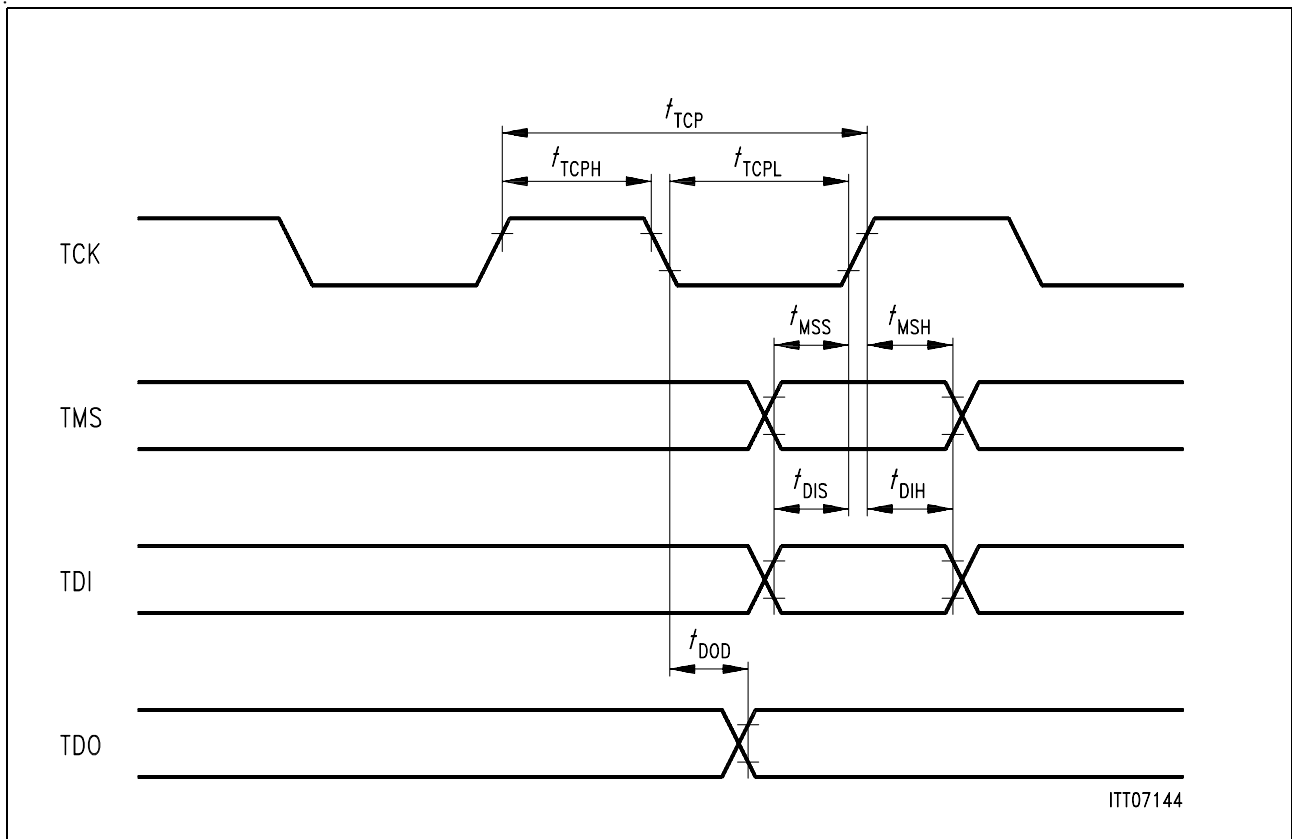 tTCP
tTCPH
tTCPL
TCK
tMSS
tMSH
TMS
tDIS
tDIH
TDI
tDOD
TDO
ITT07144